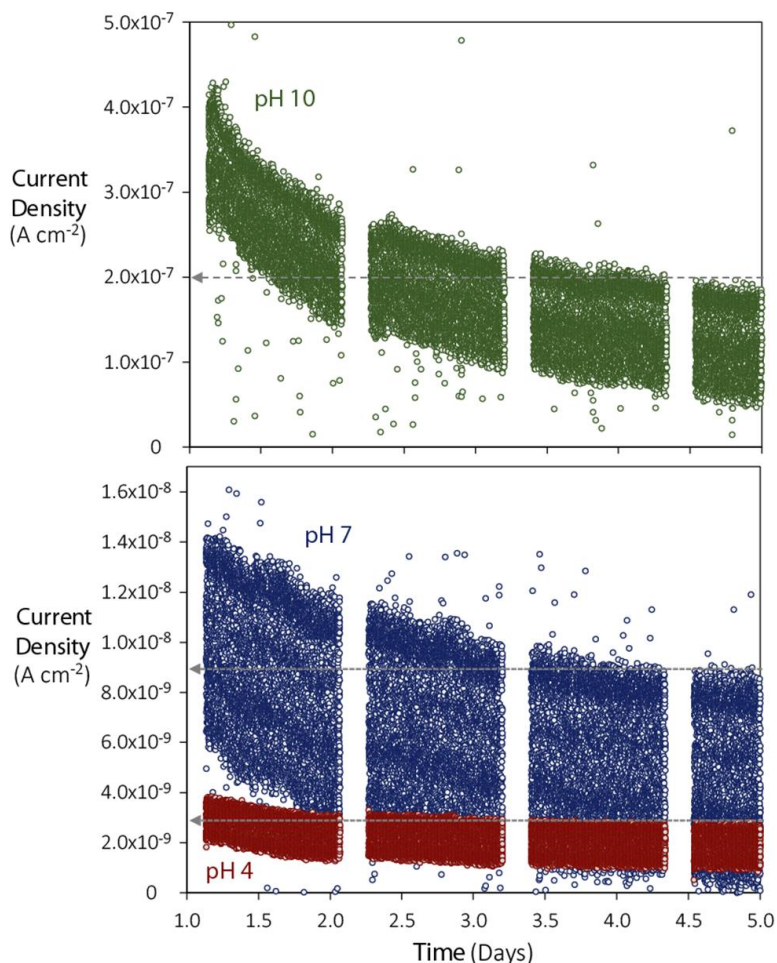 5.0x10⁻⁷
pH 10
4.0x10⁻⁷
3.0x10⁻⁷
Current
Density
(A cm⁻²)
2.0x10⁻⁷
1.0x10⁻⁷
0
1.6x10⁻⁸
pH 7
1.4x10⁻⁸
1.2x10⁻⁸
Current
Density
(A cm⁻²)
1.0x10⁻⁸
8.0x10⁻⁹
6.0x10⁻⁹
4.0x10⁻⁹
2.0x10⁻⁹
pH 4
0
1.0 1.5 2.0 2.5 3.0 3.5 4.0 4.5 5.0
Time (Days)